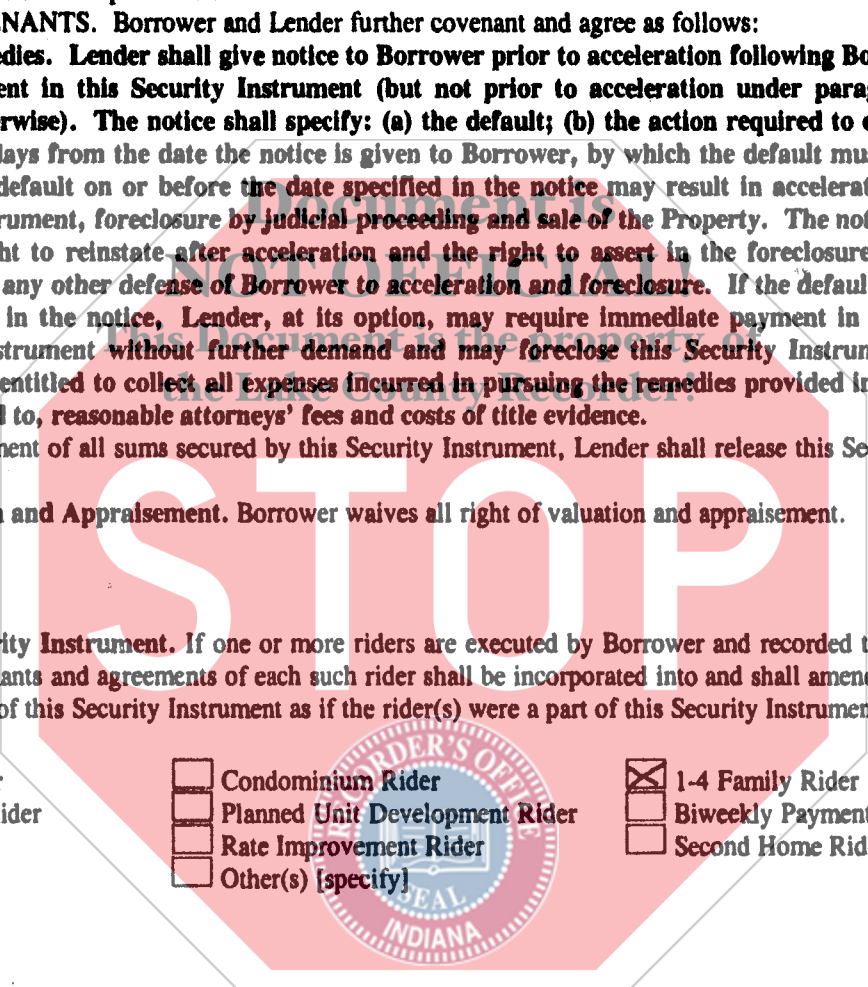 NANTS. Borrower and Lender further covenant and agree as follows:
edies. Lender shall give notice to Borrower prior to acceleration following Bo
ent in this Security Instrument (but not prior to acceleration under para
rwise). The notice shall specify: (a) the default; (b) the action required to
days from the date the notice is given to Borrower, by which the default mu
default on or before the date specified in the notice may result in accelerat
rument, foreclosure by judicial proceeding and sale of the Property. The no
ht to reinstate after acceleration and the right to assert in the foreclosure
any other defense of Borrower to acceleration and foreclosure. If the defaul
in the notice, Lender, at its option, may require immediate payment in
strument without further demand and may foreclose this Security Instrum
entitled to collect all expenses incurred in pursuing the remedies provided in
to, reasonable attorneys' fees and costs of title evidence.
ment of all sums secured by this Security Instrument, Lender shall release this Se
and Appraisement. Borrower waives all right of valuation and appraisement.
rity Instrument. If one or more riders are executed by Borrower and recorded t
ants and agreements of each such rider shall be incorporated into and shall amen
of this Security Instrument as if the rider(s) were a part of this Security Instrumen
Condominium Rider
1-4 Family Rider
ider
Planned Unit Development Rider
Biweekly Payment
Rate Improvement Rider
Second Home Rid
Other(s) [specify]
Document is
NOT OFFICIAL!
This Document is the property of
the Lake County Recorder!
STOP
RECORDER'S OFFICE
SEAL
INDIANA